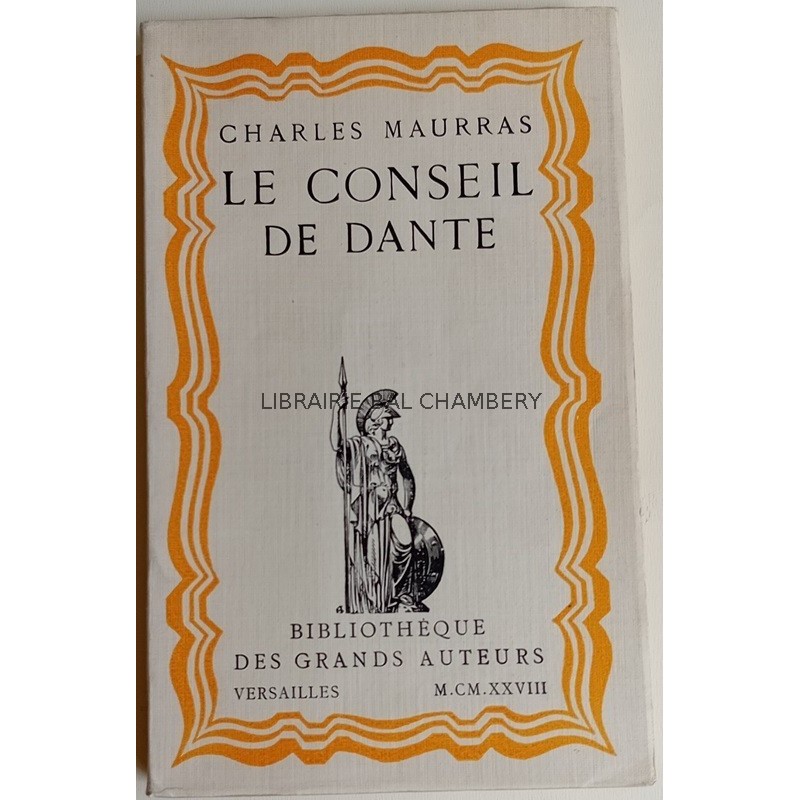 CHARLES MAURRAS
LE CONSEIL
DE DANTE
LIBRAIRIE BAL CHAMBERY
BIBLIOTHÈQUE
DES GRANDS AUTEURS
VERSAILLES M.CM.XXVIII